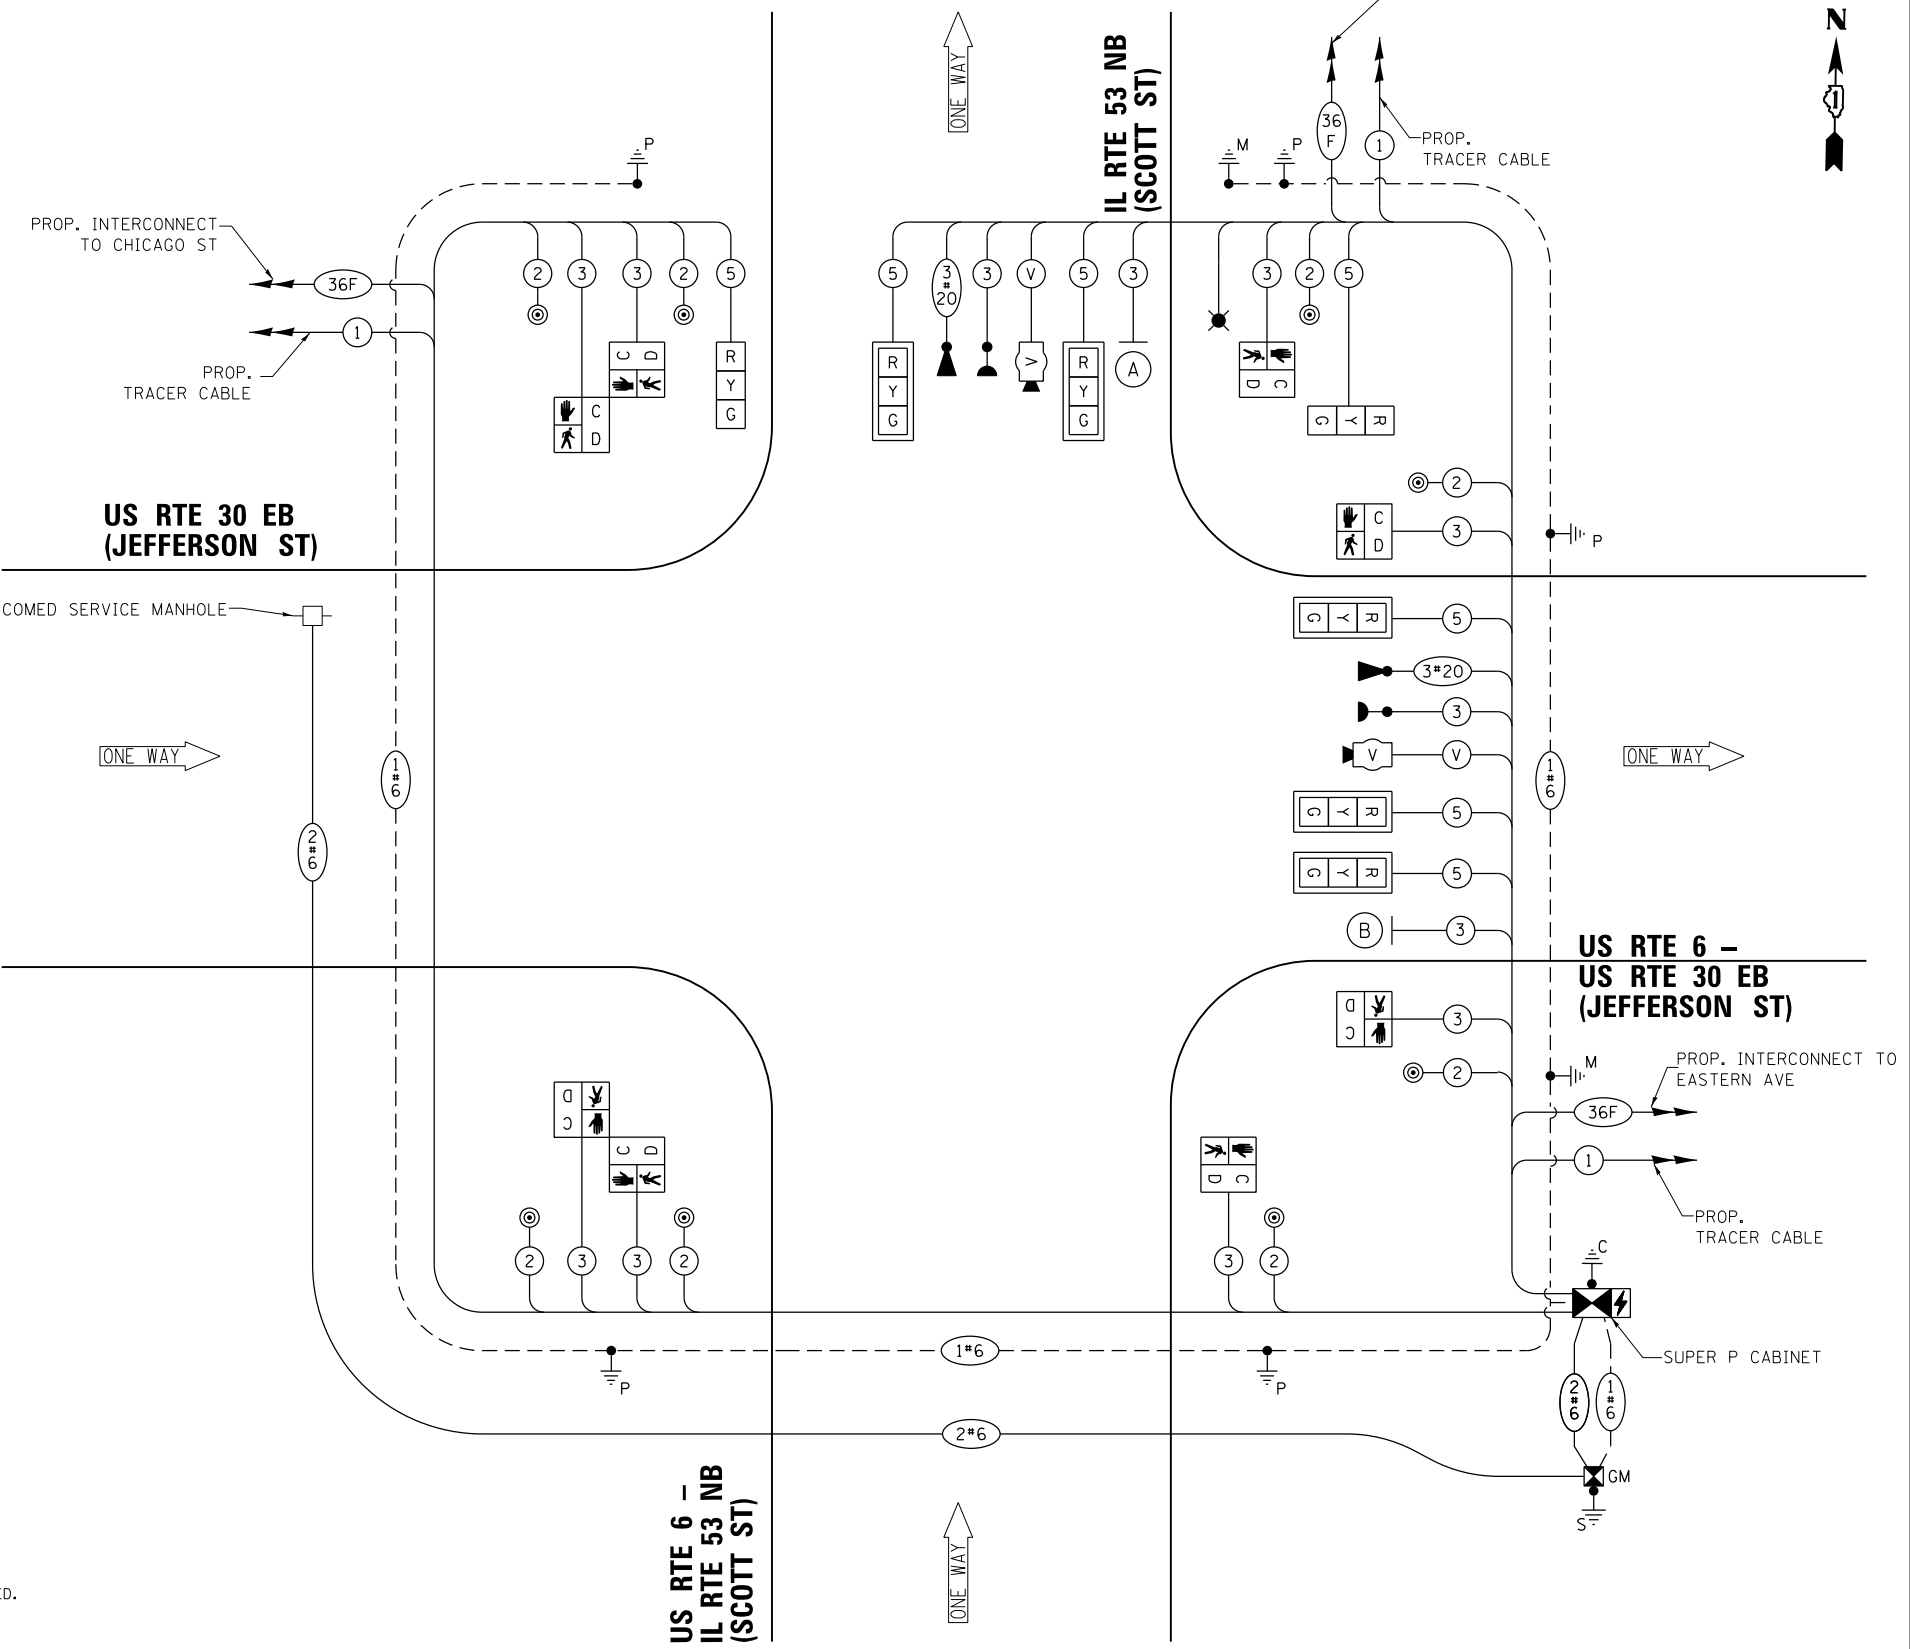 N
1
ONE WAY
IL RTE 53 NB
(SCOTT ST)
36
F
1
PROP.
TRACER CABLE
P
M
P
PROP. INTERCONNECT
TO CHICAGO ST
36F
1
PROP.
TRACER CABLE
2
3
3
2
5
C D
R
Y
G
C
D
5
3
#
20
3
V
5
3
R
Y
G
V
R
Y
G
A
3
2
5
C
D
R
Y
G
2
3
C
D
P
US RTE 30 EB
(JEFFERSON ST)
COMED SERVICE MANHOLE
ONE WAY
2
#
6
1
#
6
R Y G
5
3#20
3
V
V
R Y G
5
R Y G
5
B
3
1
#
6
ONE WAY
US RTE 6 –
US RTE 30 EB
(JEFFERSON ST)
D
C
3
2
M
PROP. INTERCONNECT TO
EASTERN AVE
36F
1
PROP.
TRACER CABLE
D
C
C D
2
3
3
2
C
D
3
2
C
SUPER P CABINET
P
1#6
P
2#6
2
#
6
1
#
6
GM
S
US RTE 6 –
IL RTE 53 NB
(SCOTT ST)
ONE WAY
D.